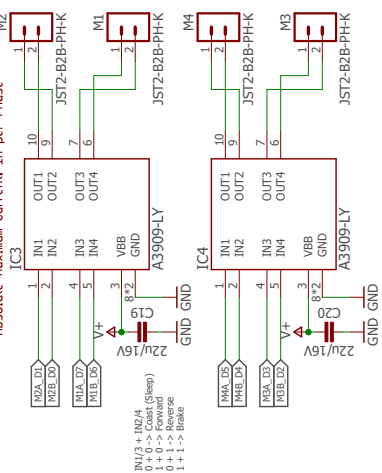 Absolute maximum current 1A per Phase
M2
1
2
JST2-B2B-PH-K
M1
1
2
JST2-B2B-PH-K
10
9
7
6
OUT1
OUT2
OUT3
OUT4
IN1
IN2
IN3
IN4
VBB
GND
IC3
A3909-LY
1
2
4
5
3
8*2
M2A_D1
M2B_D0
M1A_D7
M1B_D6
V+
C19
22u/16V
GND
GND
IN1/3 + IN2/4
0 + 0 -> Coast (Sleep)
1 + 0 -> Forward
0 + 1 -> Reverse
1 + 1 -> Brake
M4
1
2
JST2-B2B-PH-K
M3
1
2
JST2-B2B-PH-K
10
9
7
6
OUT1
OUT2
OUT3
OUT4
IN1
IN2
IN3
IN4
VBB
GND
IC4
A3909-LY
1
2
4
5
3
8*2
M4A_D5
M4B_D4
M3A_D3
M3B_D2
V+
C20
22u/16V
GND
GND